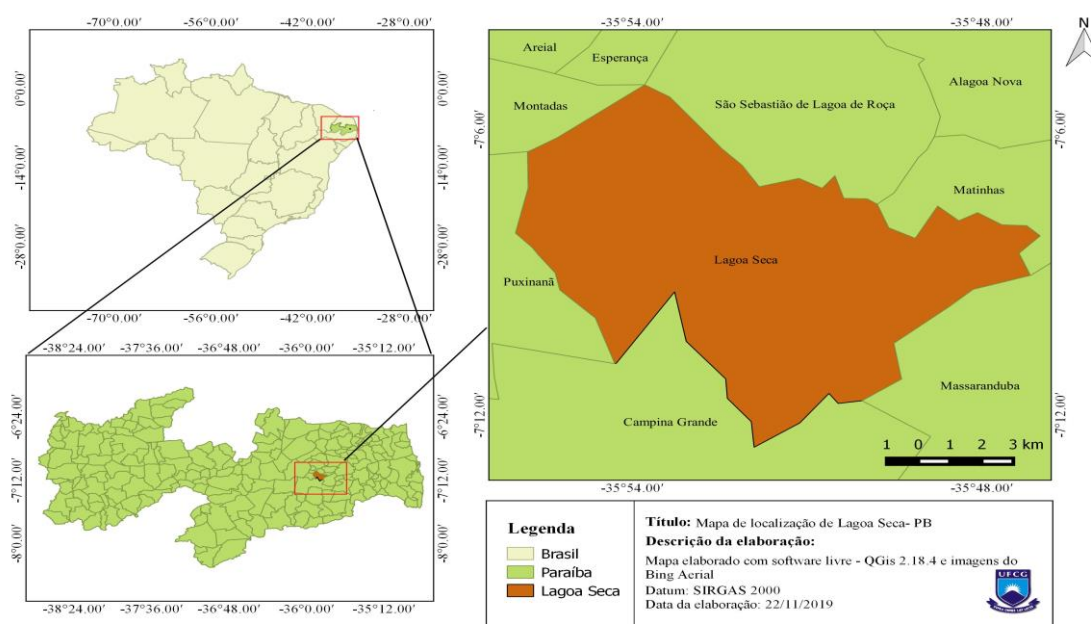 -70°0.00' -56°0.00' -42°0.00' -28°0.00'
0°0.00'
0°0.00'
-14°0.00'
-14°0.00'
-28°0.00'
-28°0.00'
-70°0.00' -56°0.00' -42°0.00' -28°0.00'
-38°24.00' -37°36.00' -36°48.00' -36°0.00' -35°12.00'
-6°24.00'
-6°24.00'
-7°12.00'
-7°12.00'
-8°0.00'
-8°0.00'
-38°24.00' -37°36.00' -36°48.00' -36°0.00' -35°12.00'
-35°54.00' -35°48.00'
N
Areial
Esperança
Alagoa Nova
Montadas
São Sebastião de Lagoa de Roça
-7°6.00'
-7°6.00'
Matinhas
Lagoa Seca
Puxinanã
Massaranduba
Campina Grande
-7°12.00'
-7°12.00'
1 0 1 2 3 km
-35°54.00' -35°48.00'
Legenda
Brasil
Paraíba
Lagoa Seca
Título: Mapa de localização de Lagoa Seca- PB
Descrição da elaboração:
Mapa elaborado com software livre - QGis 2.18.4 e imagens do
Bing Aerial
Datum: SIRGAS 2000
Data da elaboração: 22/11/2019
UFCG